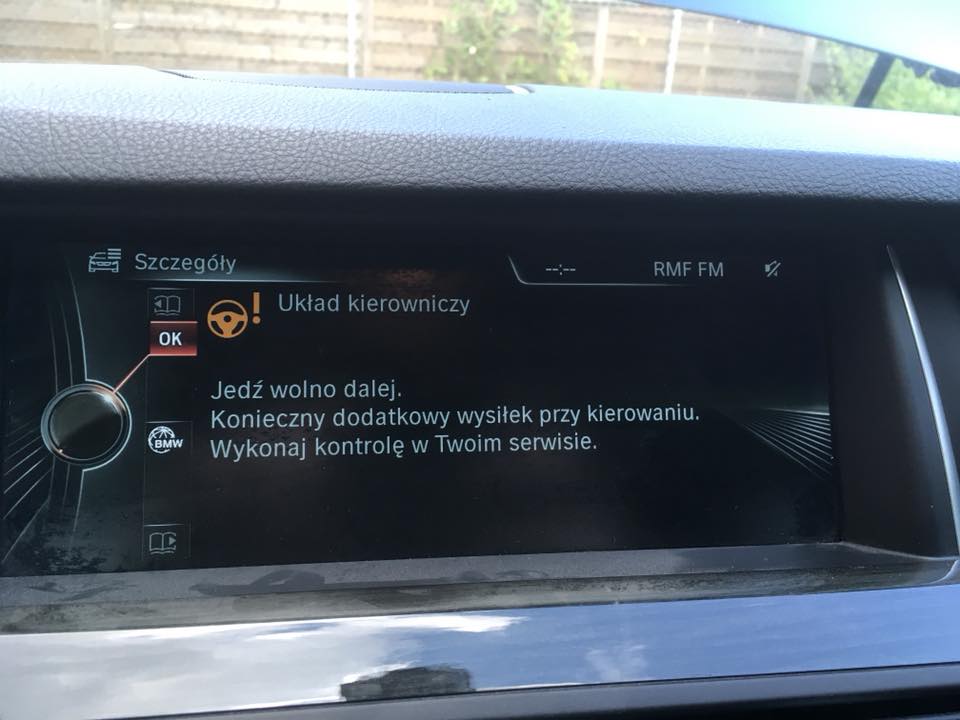 Szczegóły
--:--
RMF FM
Układ kierowniczy
OK
Jedź wolno dalej.
Konieczny dodatkowy wysiłek przy kierowaniu.
BMW
Wykonaj kontrolę w Twoim serwisie.